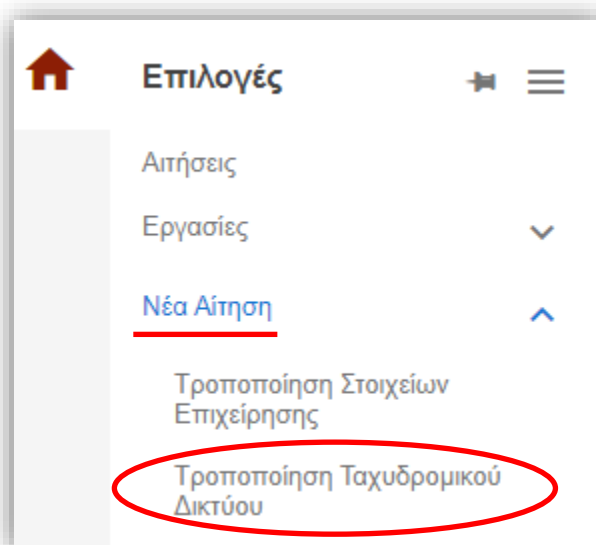 Επιλογές
Αιτήσεις
Εργασίες
Νέα Αίτηση
Τροποποίηση Στοιχείων
Επιχείρησης
Τροποποίηση Ταχυδρομικού
Δικτύου